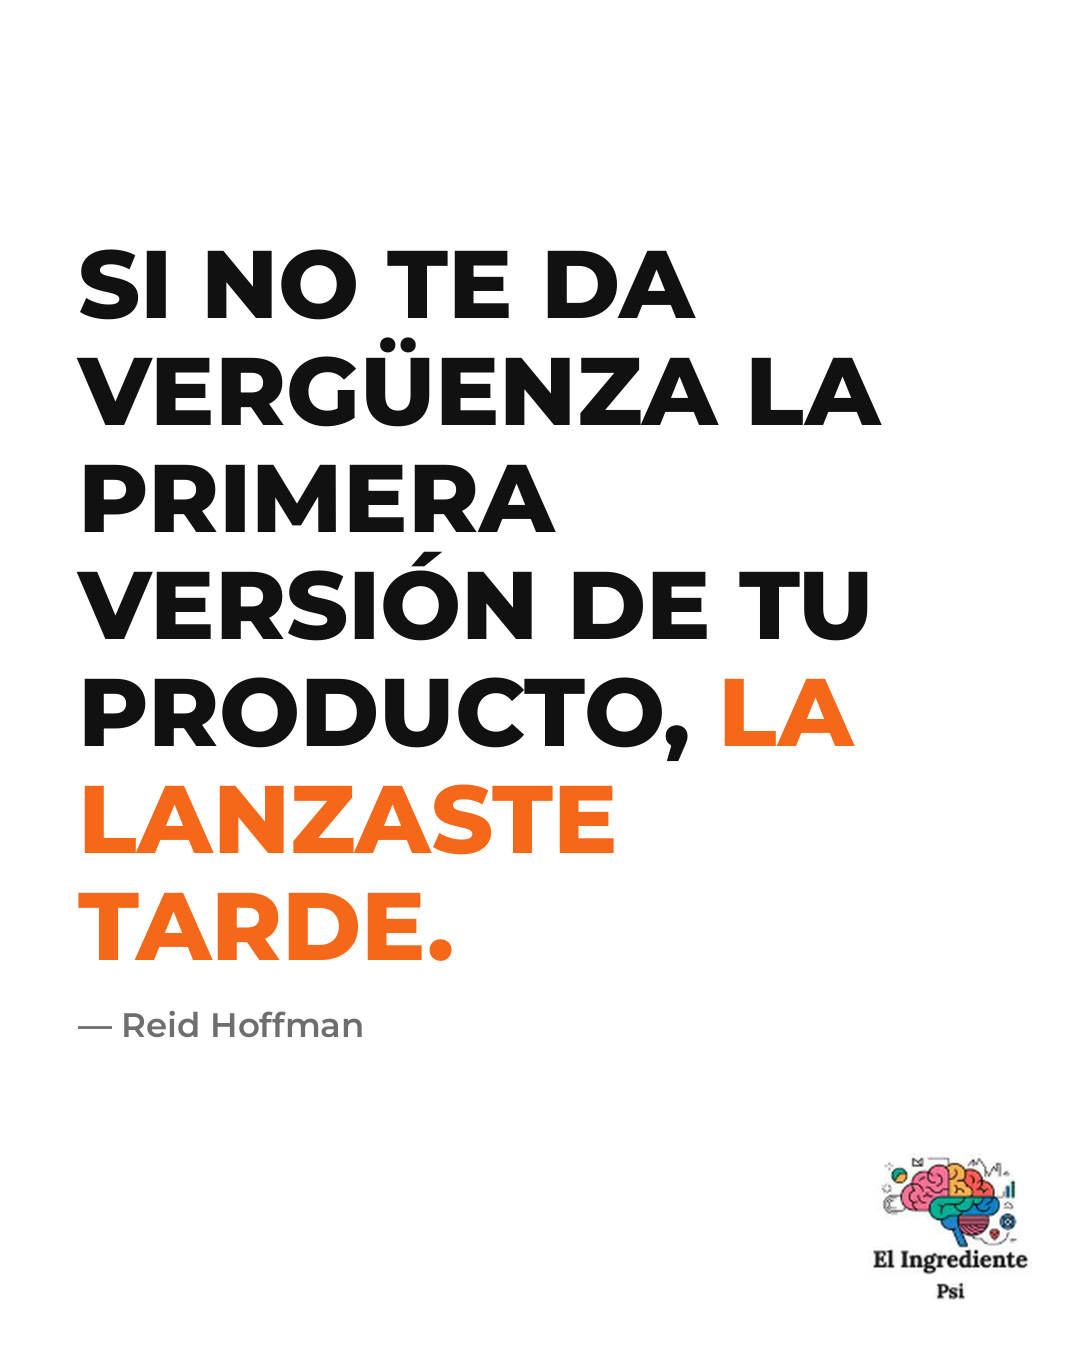 SI NO TE DA
VERGÜENZA LA
PRIMERA
VERSIÓN DE TU
PRODUCTO, LA
LANZASTE
TARDE.
— Reid Hoffman
El Ingrediente
Psi